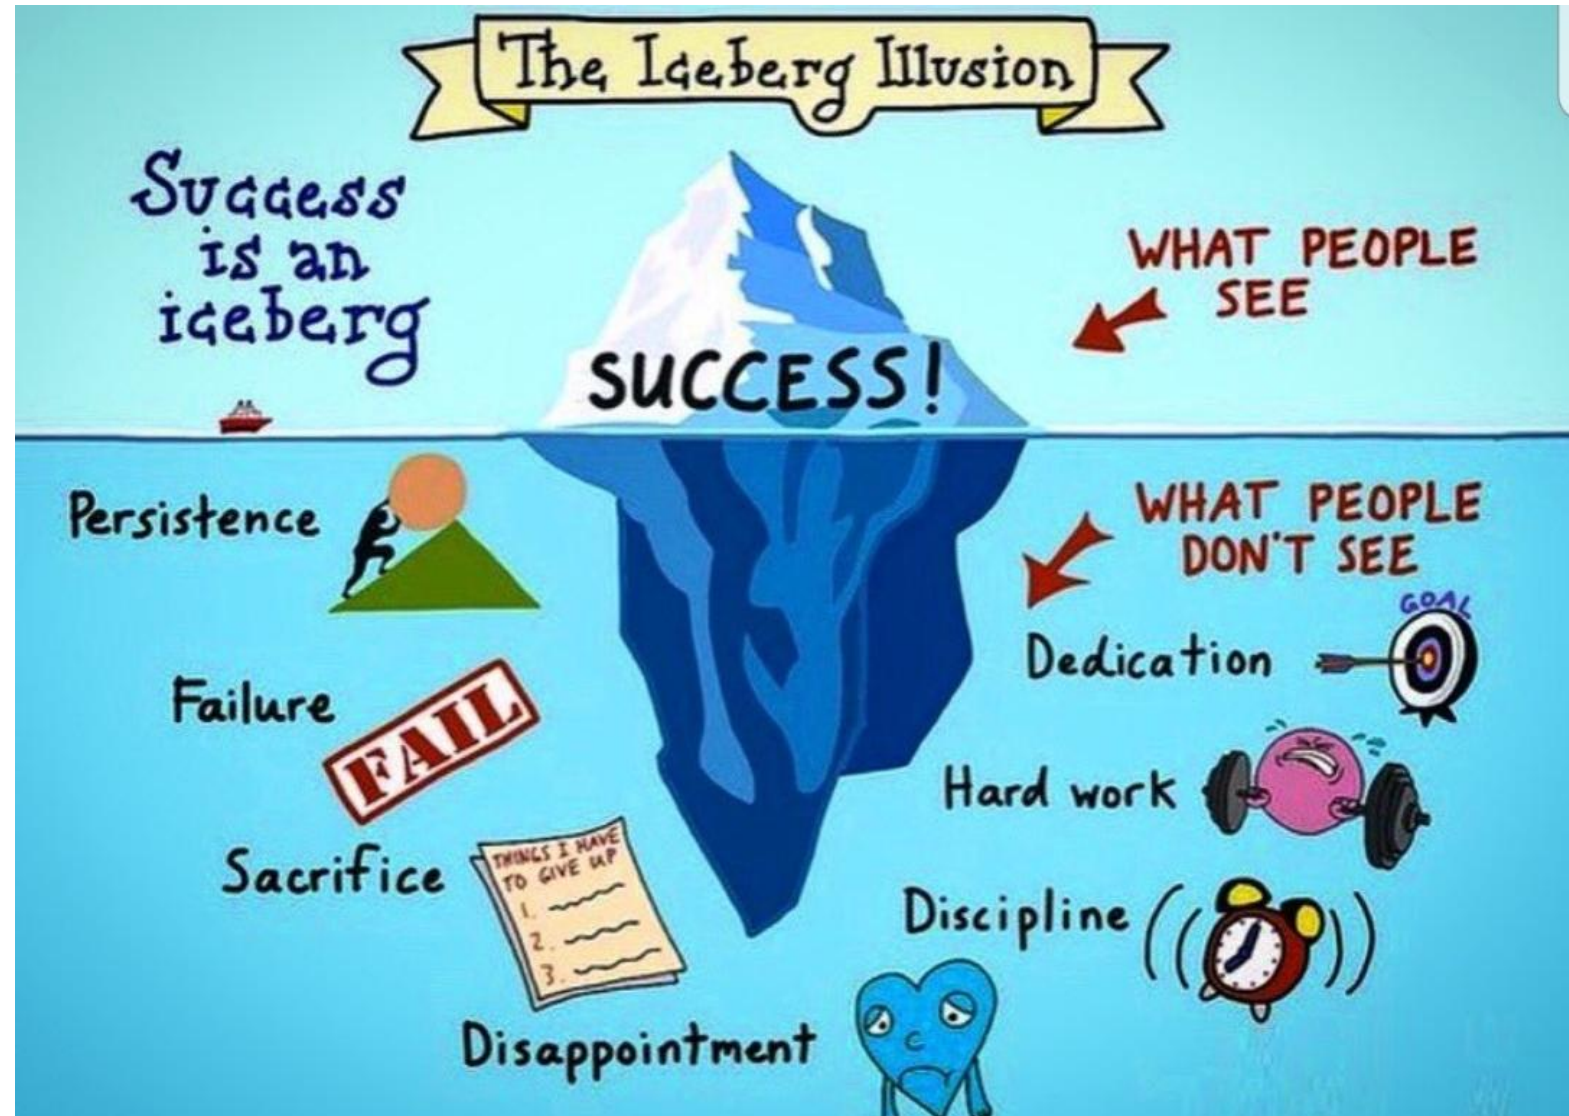 The Iceberg Illusion
Success
is an
iceberg
WHAT PEOPLE
SEE
SUCCESS!
Persistence
WHAT PEOPLE
DON'T SEE
GOAL
Dedication
Failure
FAIL
Hard work
Sacrifice
THINGS I HAVE
TO GIVE UP
1.
2.
3.
Discipline
Disappointment